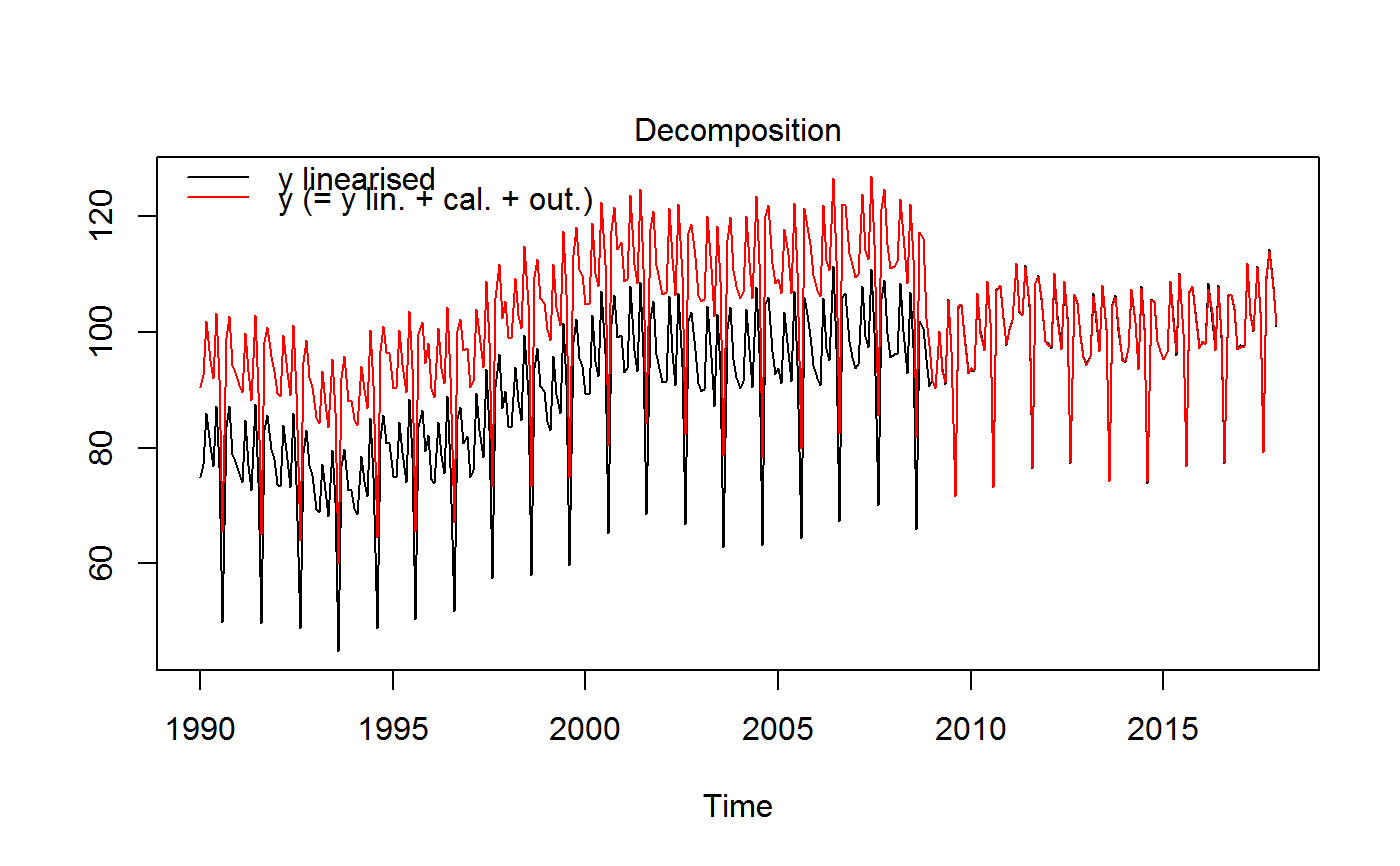 Decomposition
y linearised
y (= y lin. + cal. + out.)
120
100
80
60
1990 1995 2000 2005 2010 2015
Time